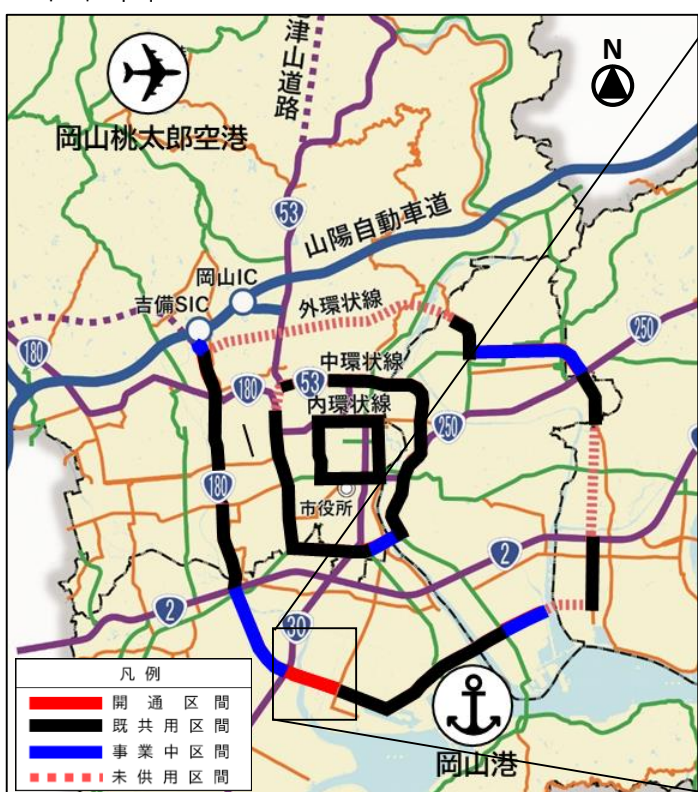 津山道路
N
岡山桃太郎空港
53
山陽自動車道
岡山IC
吉備SIC
外環状線
250
180
中環状線
180
53
内環状線
250
180
市役所
2
2
30
凡例
開通区間
既共用区間
事業中区間
未供用区間
岡山港